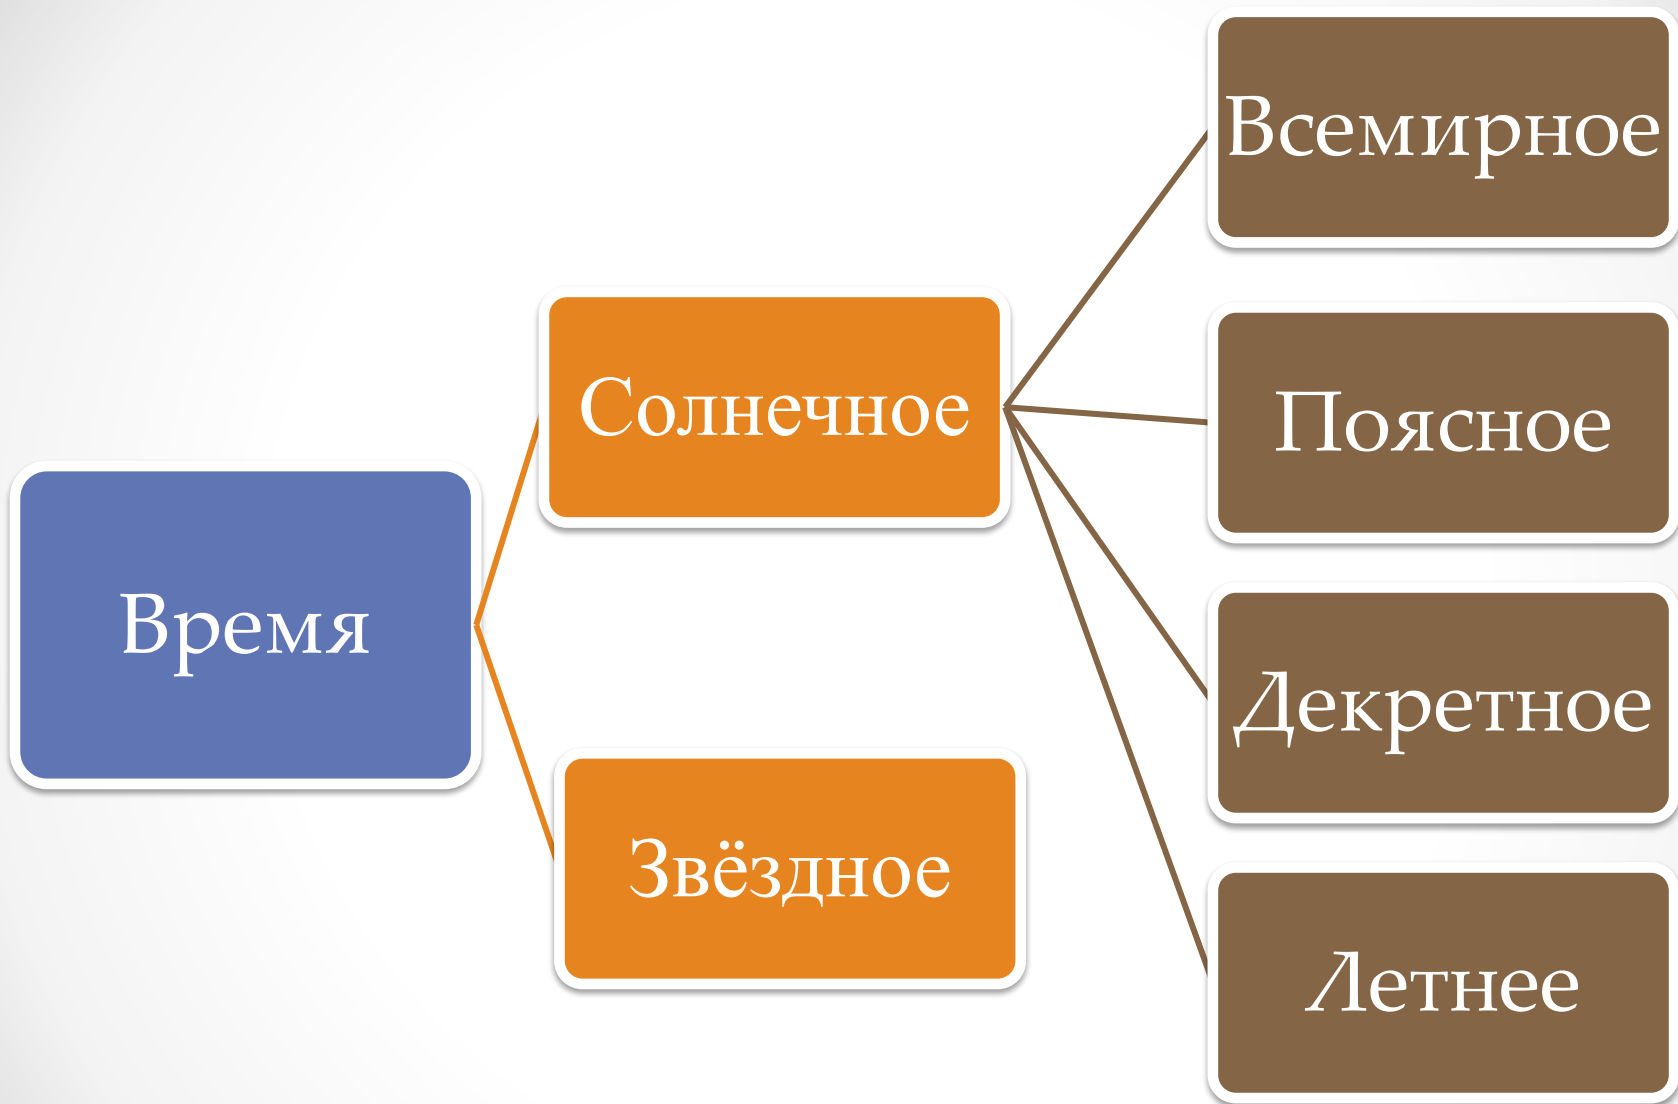 Время
Солнечное
Звёздное
Всемирное
Поясное
Декретное
Летнее